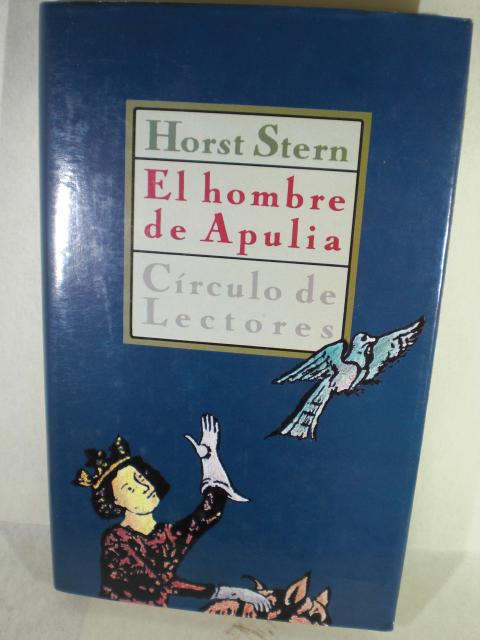 Horst Stern
El hombre
de Apulia
Círculo de
Lectores